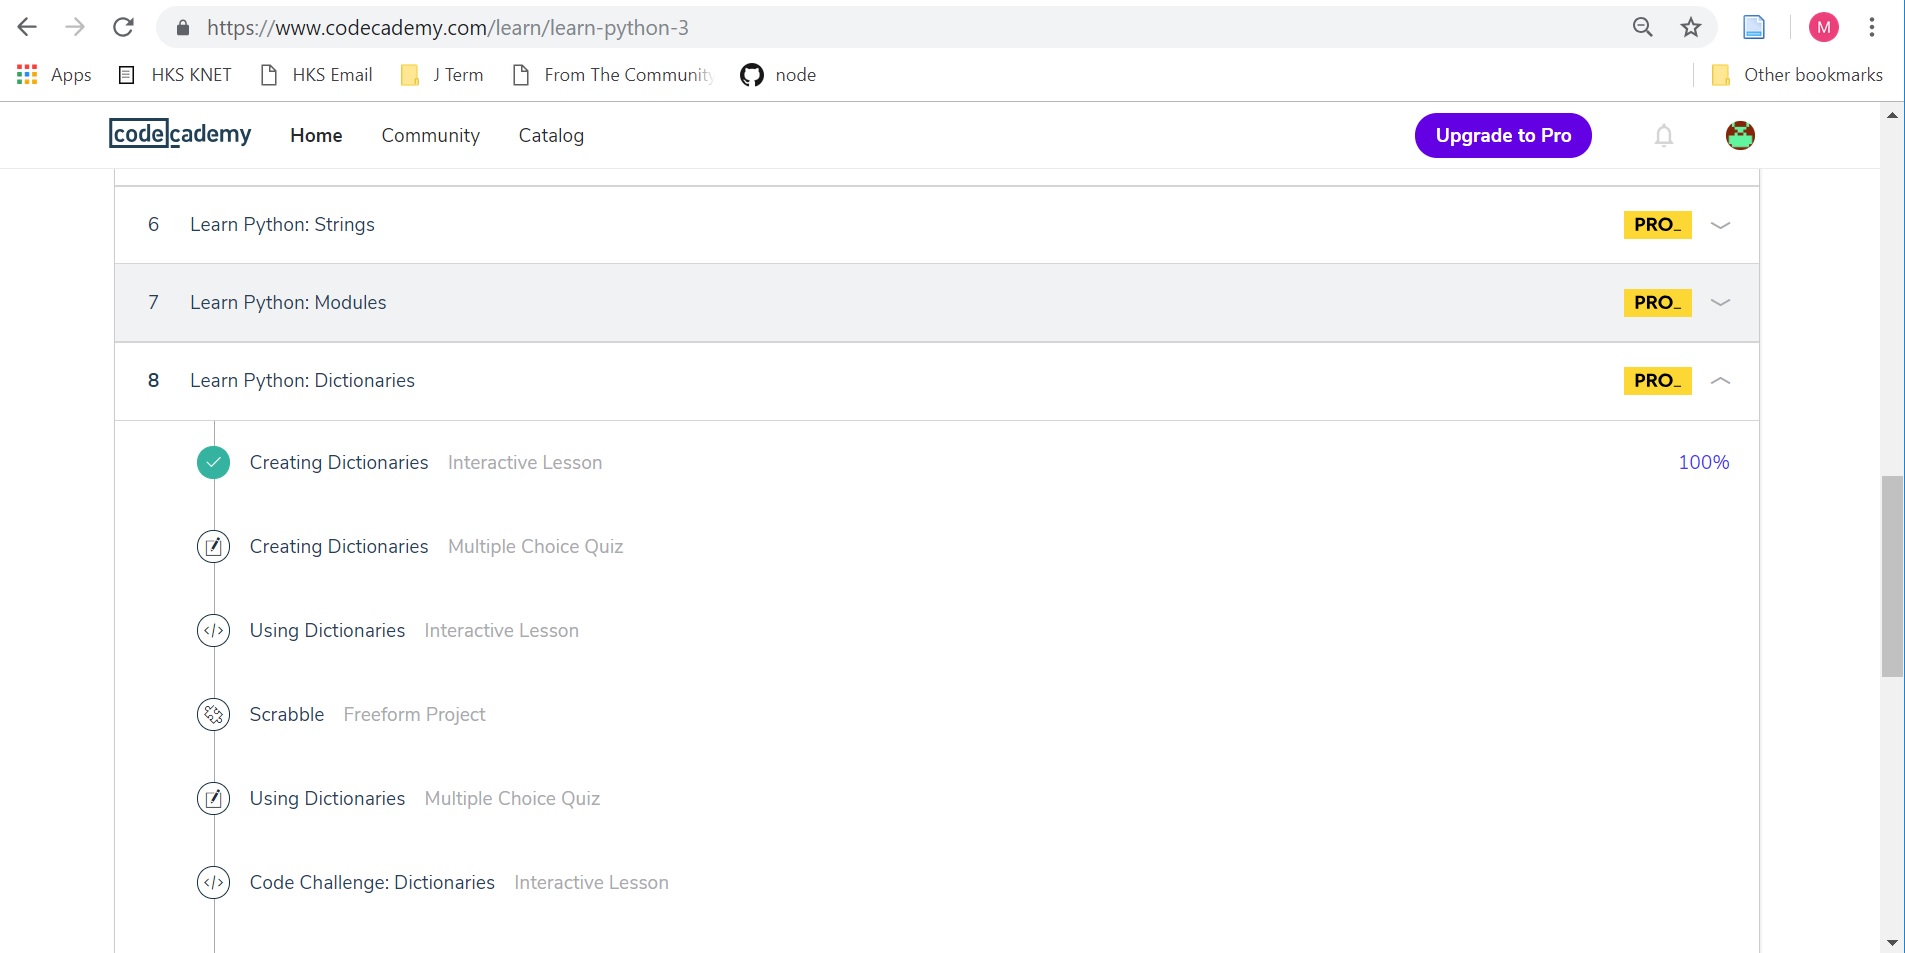 https://www.codecademy.com/learn/learn-python-3
M
Apps HKS KNET HKS Email J Term From The Community node Other bookmarks
codecademy Home Community Catalog Upgrade to Pro
6 Learn Python: Strings PRO_
7 Learn Python: Modules PRO_
8 Learn Python: Dictionaries PRO_
Creating Dictionaries Interactive Lesson 100%
Creating Dictionaries Multiple Choice Quiz
</> Using Dictionaries Interactive Lesson
Scrabble Freeform Project
Using Dictionaries Multiple Choice Quiz
</> Code Challenge: Dictionaries Interactive Lesson